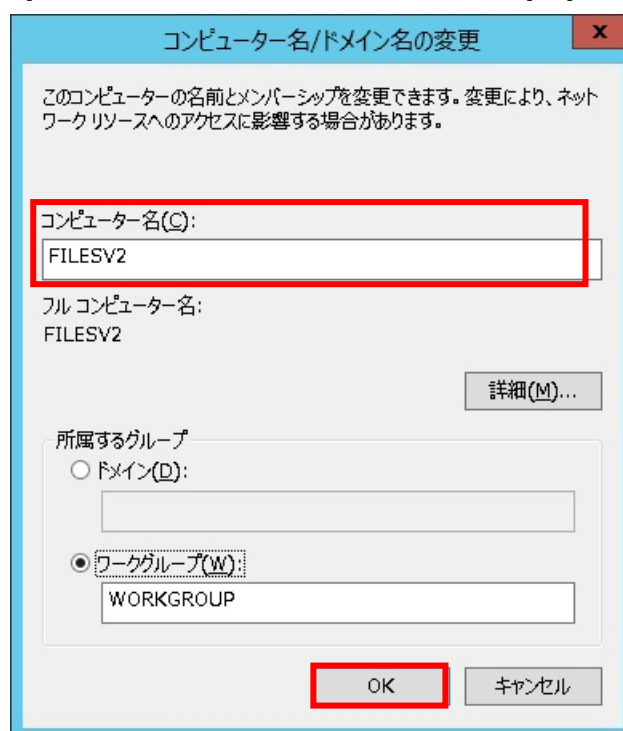 コンピューター名/ドメイン名の変更
x
このコンピューターの名前とメンバーシップを変更できます。変更により、ネット
ワーク リソースへのアクセスに影響する場合があります。
コンピューター名(C):
FILESV2
フル コンピューター名:
FILESV2
詳細(M)...
所属するグループ
ドメイン(D):
ワークグループ(W):
WORKGROUP
OK
キャンセル